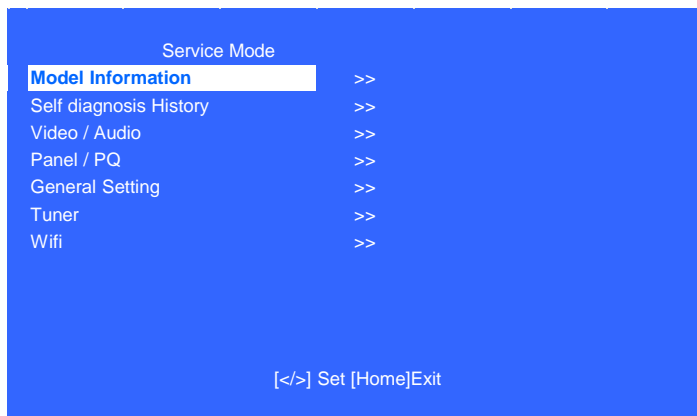 Service Mode
Model Information >>
Self diagnosis History >>
Video / Audio >>
Panel / PQ >>
General Setting >>
Tuner >>
Wifi >>
[</>] Set [Home]Exit